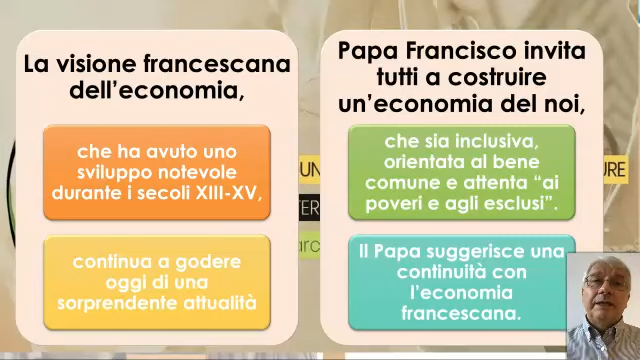 La visione francescana
dell'economia,
che ha avuto uno
sviluppo notevole
durante i secoli XIII-XV,
continua a godere
oggi di una
sorprendente attualità
Papa Francisco invita
tutti a costruire
un'economia del noi,
che sia inclusiva,
orientata al bene
comune e attenta “ai
poveri e agli esclusi”.
Il Papa suggerisce una
continuità con
l'economia
francescana.